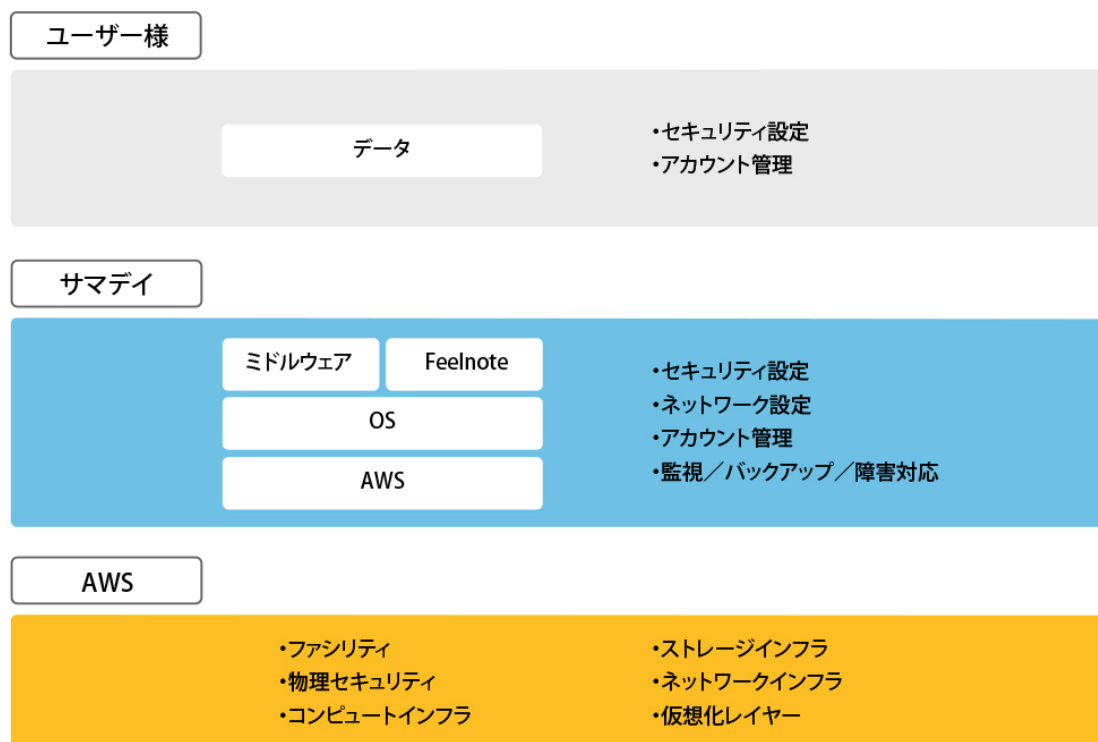 ユーザー様
データ
・セキュリティ設定
・アカウント管理
サマデイ
ミドルウェア
Feelnote
OS
AWS
・セキュリティ設定
・ネットワーク設定
・アカウント管理
・監視／バックアップ／障害対応
AWS
・ファシリティ
・物理セキュリティ
・コンピュートインフラ
・ストレージインフラ
・ネットワークインフラ
・仮想化レイヤー